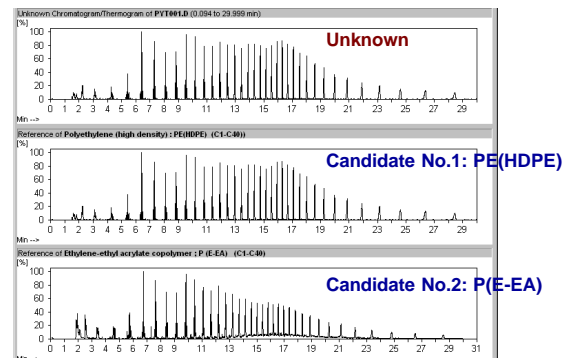 Unknown Chromatogram/Thermogram of PYT001.D (0.094 to 29.999 min)
[%]
Unknown
100
80
60
40
20
0
0 1 2 3 4 5 6 7 8 9 11 13 15 17 19 21 23 25 27 29
Min -->
Reference of Polyethylene (high density) : PE(HDPE) (C1-C40))
[%]
Candidate No.1: PE(HDPE)
100
80
60
40
20
0
0 1 2 3 4 5 6 7 8 9 11 13 15 17 19 21 23 25 27 29
Min -->
Reference of Ethylene-ethyl acrylate copolymer : P (E-EA) (C1-C40)
[%]
Candidate No.2: P(E-EA)
100
80
60
40
20
0
0 1 2 3 4 5 6 7 8 9 11 13 15 17 19 21 23 25 27 29 31